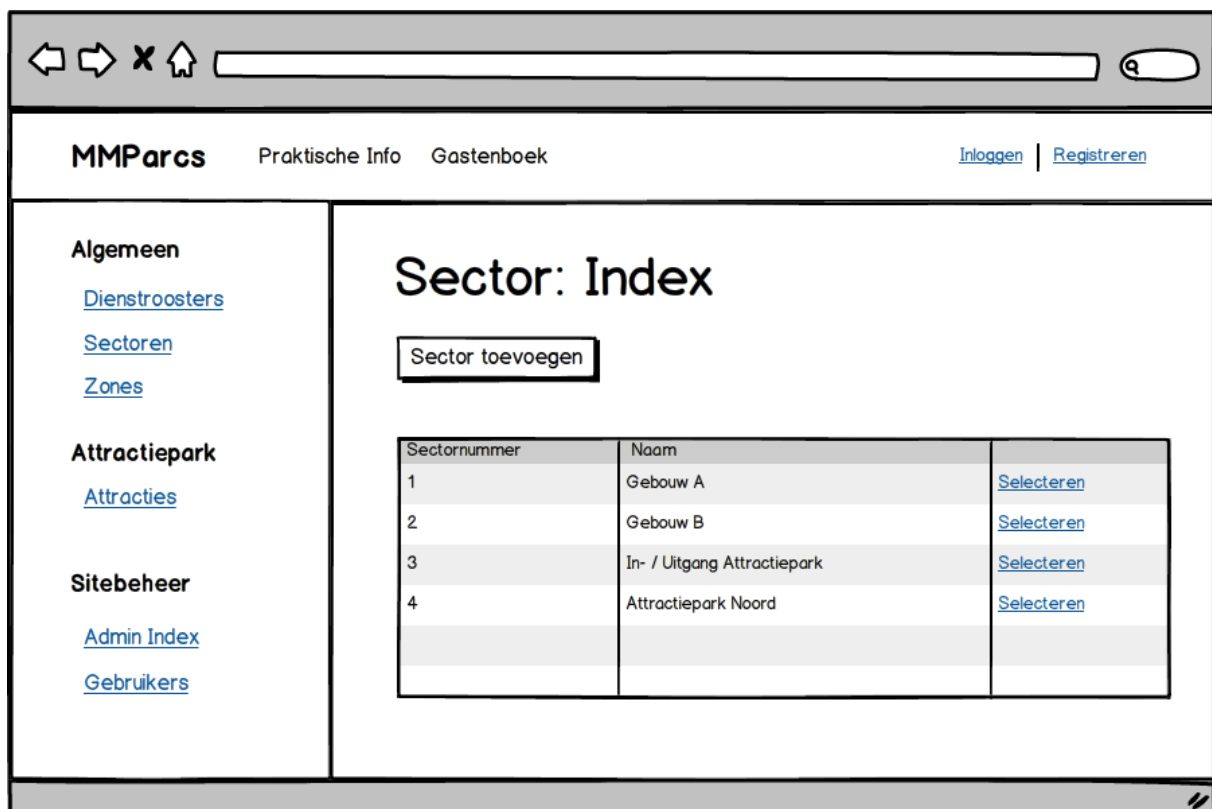 MMParcs Praktische Info Gastenboek Inloggen | Registreren
Algemeen
Dienstroosters
Sectoren
Zones
Attractiepark
Attracties
Sitebeheer
Admin Index
Gebruikers
Sector: Index
Sector toevoegen
Sectornummer Naam
1 Gebouw A Selecteren
2 Gebouw B Selecteren
3 In- / Uitgang Attractiepark Selecteren
4 Attractiepark Noord Selecteren